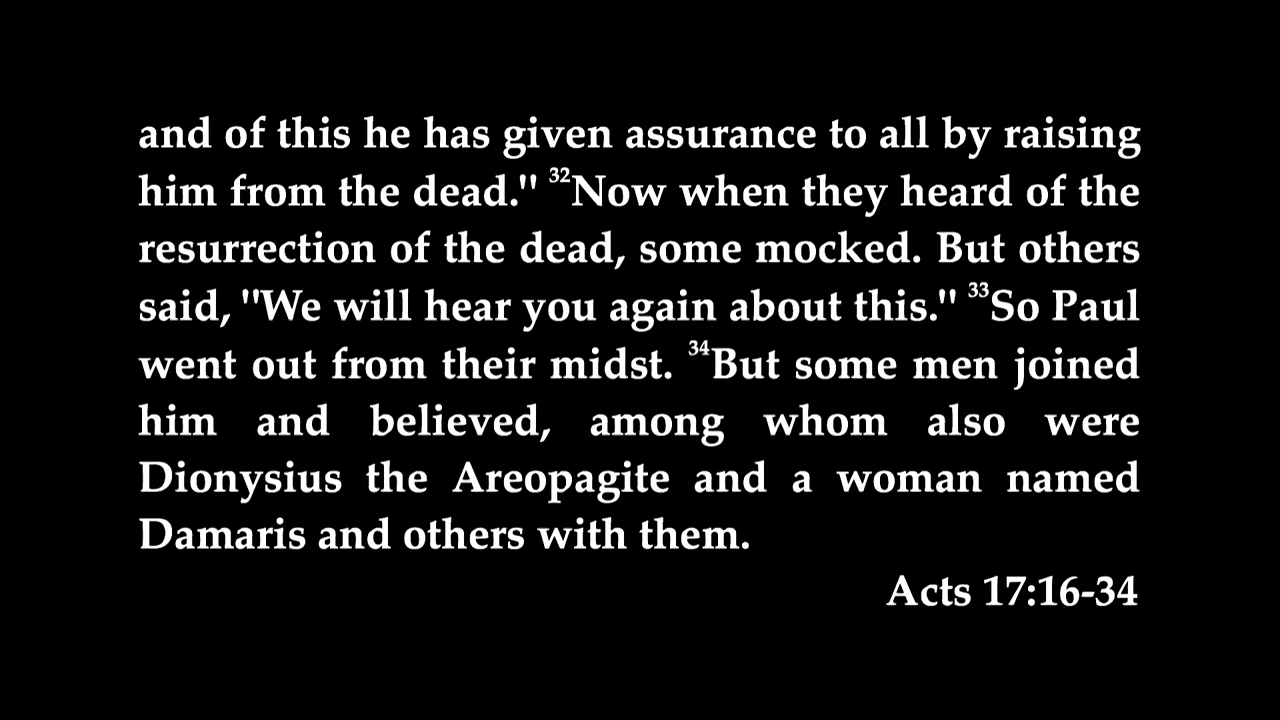 and of this he has given assurance to all by raising
him from the dead." 32Now when they heard of the
resurrection of the dead, some mocked. But others
said, "We will hear you again about this." 33So Paul
went out from their midst. 34But some men joined
him and believed, among whom also were
Dionysius the Areopagite and a woman named
Damaris and others with them.
Acts 17:16-34